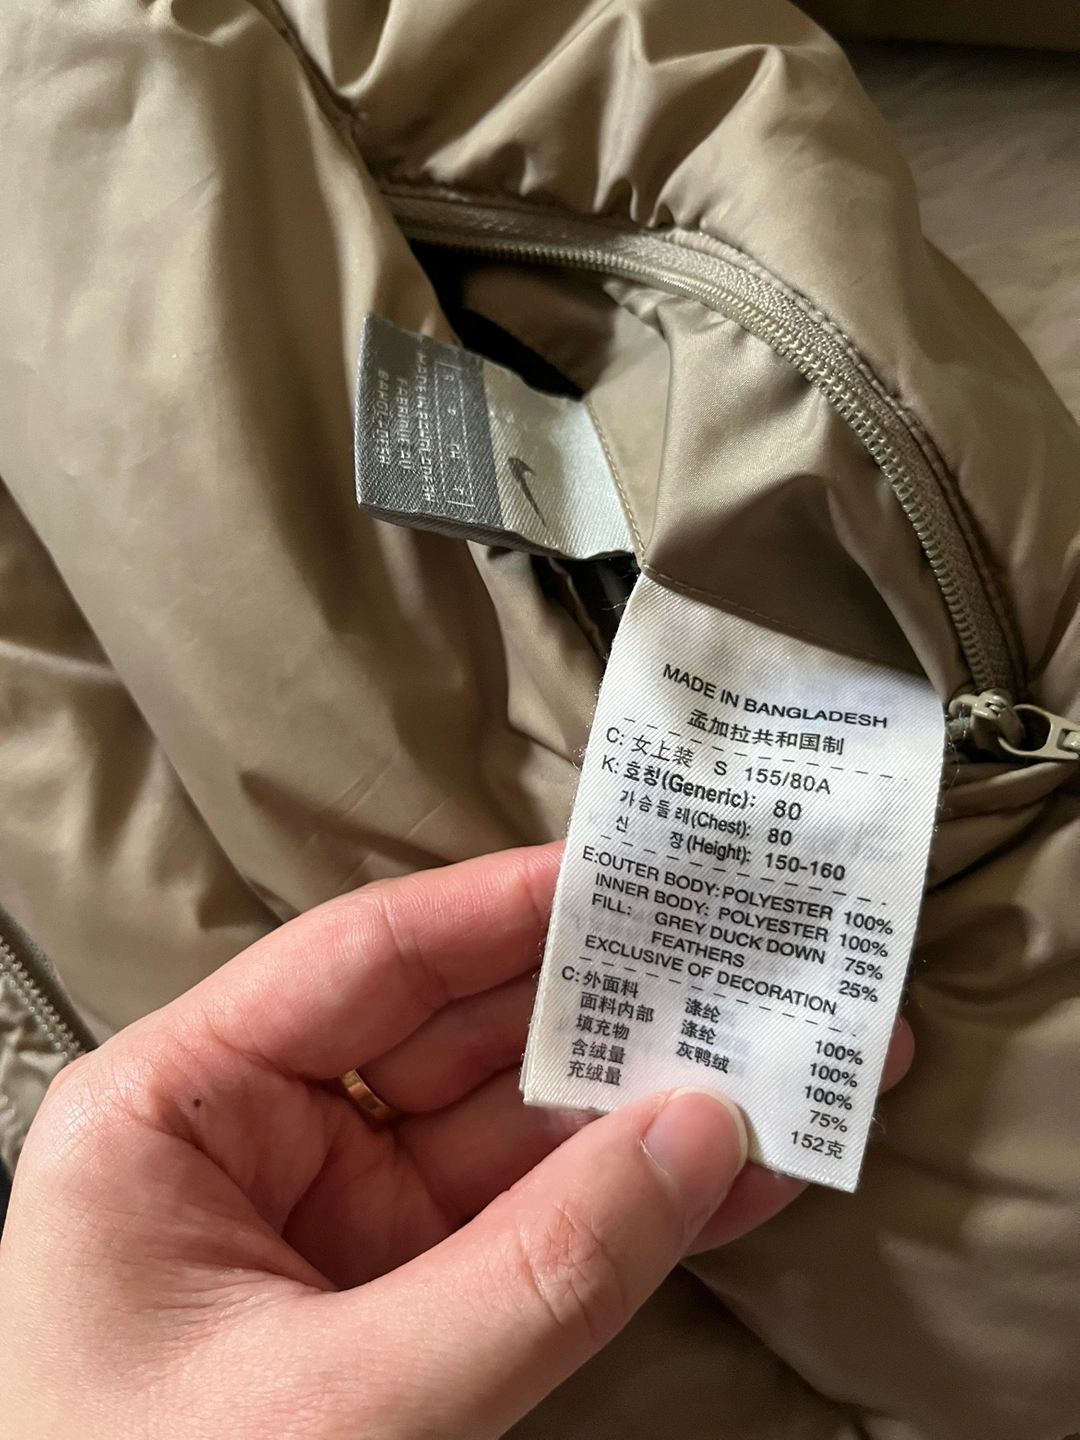 MADE IN BANGLADESH
FABRIQUÉ AU
BANGLADESH
MADE IN BANGLADESH
孟加拉共和国制
C: 女上装 S 155/80A
K: 호칭(Generic): 80
가슴둘레(Chest): 80
신 장(Height): 150-160
E:OUTER BODY: POLYESTER 100%
INNER BODY: POLYESTER 100%
FILL: GREY DUCK DOWN 75%
FEATHERS 25%
EXCLUSIVE OF DECORATION
C: 外面料 涤纶 100%
面料内部 涤纶 100%
填充物 灰鸭绒 100%
含绒量 75%
充绒量 152克